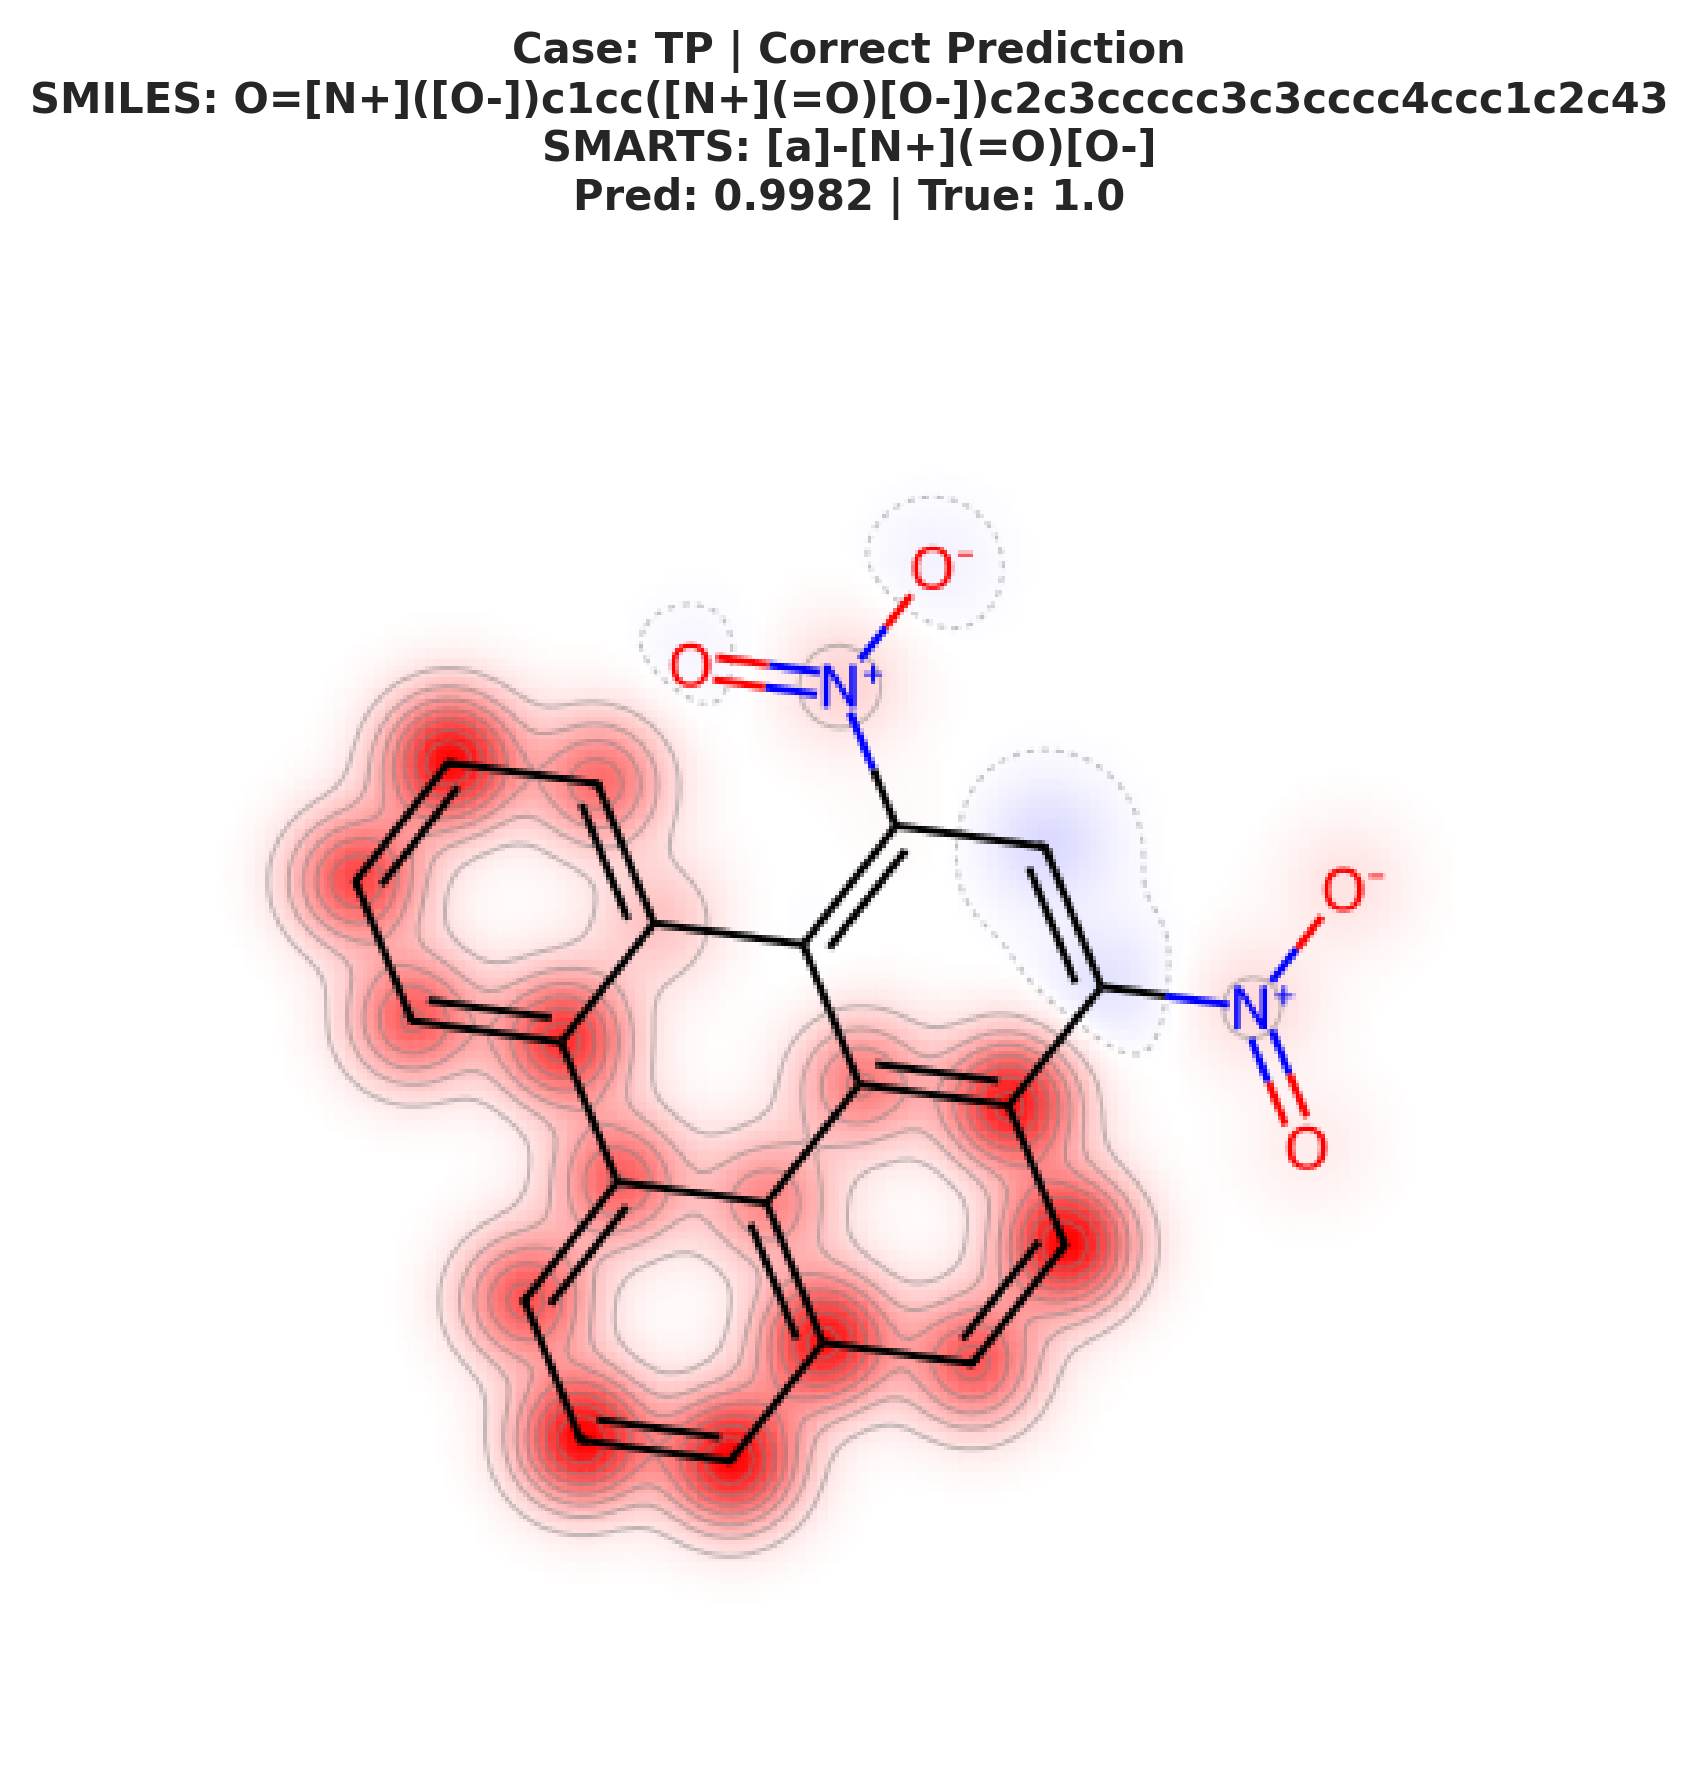 Case: TP | Correct Prediction
SMILES: O=[N+]([O-])c1cc([N+](=O)[O-])c2c3ccccc3c3cccc4ccc1c2c43
SMARTS: [a]-[N+](=O)[O-]
Pred: 0.9982 | True: 1.0
O⁻
O
N⁺
O⁻
N⁺
O